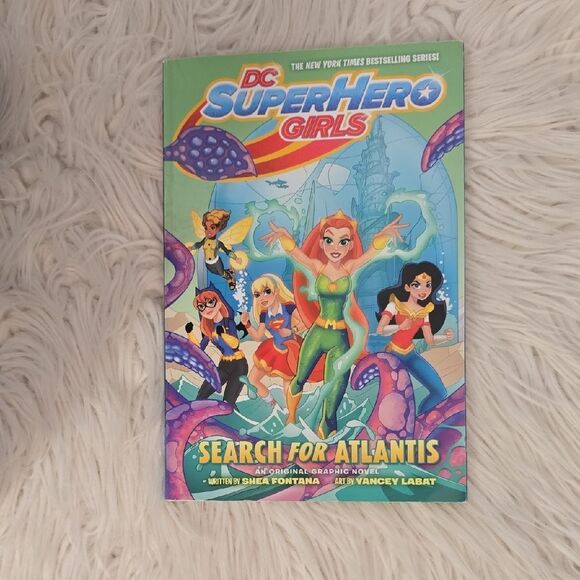 THE NEW YORK TIMES BESTSELLING SERIES!
DC
SUPERHERO
GIRLS
SEARCH FOR ATLANTIS
AN ORIGINAL GRAPHIC NOVEL
WRITTEN BY SHEA FONTANA ART BY YANCEY LABAT